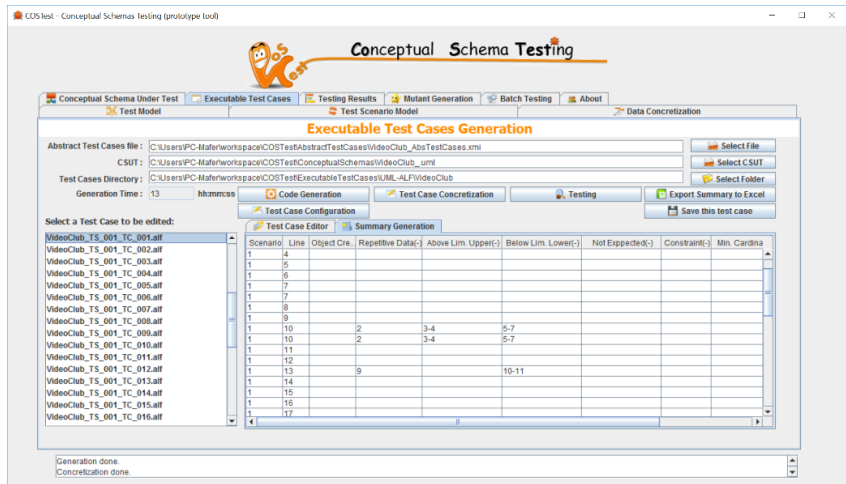 COSTest - Conceptual Schemas Testing (prototype tool)
CosTest
Conceptual Schema Testing
Conceptual Schema Under Test Executable Test Cases Testing Results Mutant Generation Batch Testing About
Test Model Test Scenario Model Data Concretization
Executable Test Cases Generation
Abstract Test Cases file : C:\Users\PC-Mafer\workspace\COSTest\AbstractTestCases\VideoClub_AbsTestCases.xmi Select File
CSUT : C:\Users\PC-Mafer\workspace\COSTest\ConceptualSchemas\VideoClub_.uml Select CSUT
Test Cases Directory : C:\Users\PC-Mafer\workspace\COSTest\ExecutableTestCases\UML-ALF\VideoClub Select Folder
Generation Time : 13 hh:mm:ss Code Generation Test Case Concretization Testing Export Summary to Excel
Test Case Configuration Save this test case
Select a Test Case to be edited:
Test Case Editor Summary Generation
VideoClub_TS_001_TC_001.alf
VideoClub_TS_001_TC_002.alf
VideoClub_TS_001_TC_003.alf
VideoClub_TS_001_TC_004.alf
VideoClub_TS_001_TC_005.alf
VideoClub_TS_001_TC_006.alf
VideoClub_TS_001_TC_007.alf
VideoClub_TS_001_TC_008.alf
VideoClub_TS_001_TC_009.alf
VideoClub_TS_001_TC_010.alf
VideoClub_TS_001_TC_011.alf
VideoClub_TS_001_TC_012.alf
VideoClub_TS_001_TC_013.alf
VideoClub_TS_001_TC_014.alf
VideoClub_TS_001_TC_015.alf
VideoClub_TS_001_TC_016.alf
Scenario Line Object Cre... Repetitive Data(-) Above Lim. Upper(-) Below Lim. Lower(-) Not Exppected(-) Constraint(-) Min. Cardina
1 4
1 5
1 6
1 7
1 7
1 8
1 9
1 10 2 3-4 5-7
1 10 2 3-4 5-7
1 11
1 12
1 13 9 10-11
1 14
1 15
1 16
1 17
Generation done.
Concretization done.